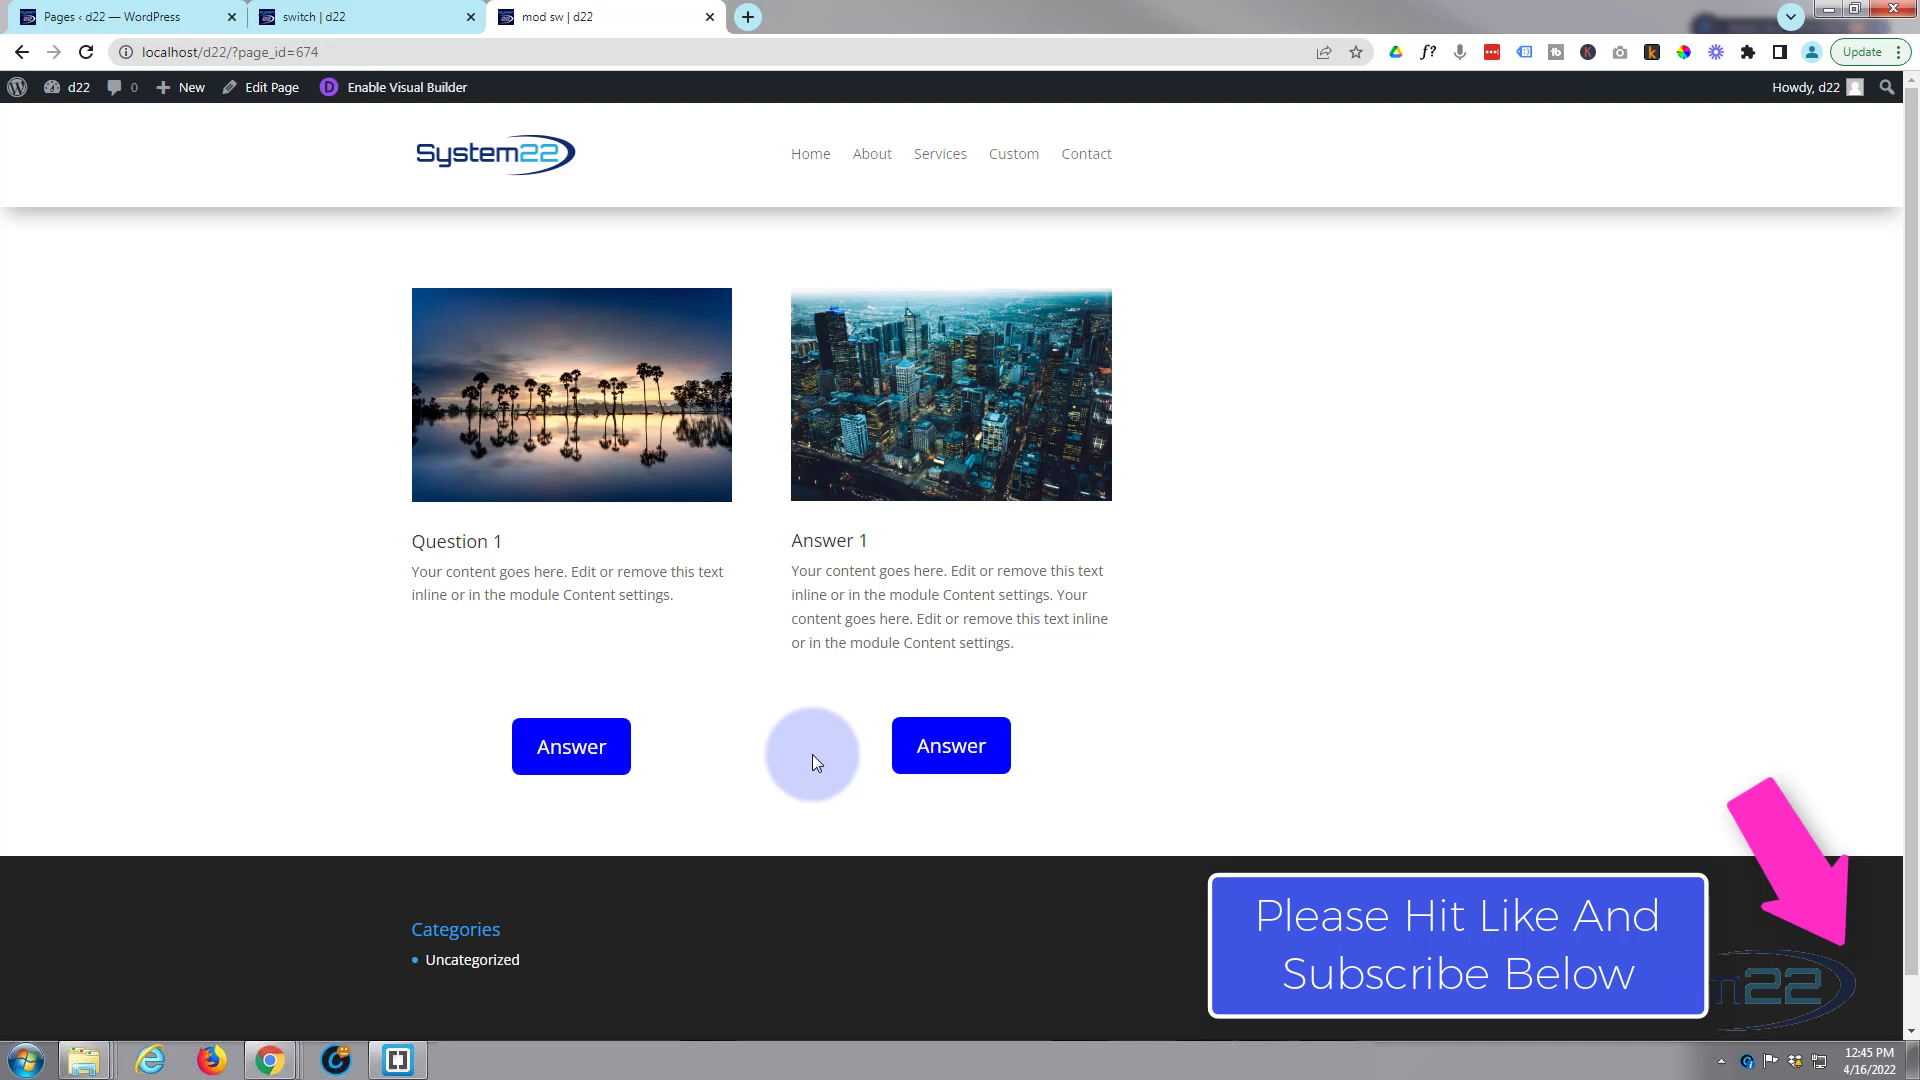 Pages ‹ d22 — WordPress
switch | d22
mod sw | d22
localhost/d22/?page_id=674
Update
d22
0
New
Edit Page
Enable Visual Builder
Howdy, d22
System22
Home
About
Services
Custom
Contact
Question 1
Your content goes here. Edit or remove this text
inline or in the module Content settings.
Answer
Answer 1
Your content goes here. Edit or remove this text
inline or in the module Content settings. Your
content goes here. Edit or remove this text inline
or in the module Content settings.
Answer
Categories
Uncategorized
Please Hit Like And
Subscribe Below
22
12:45 PM
4/16/2022